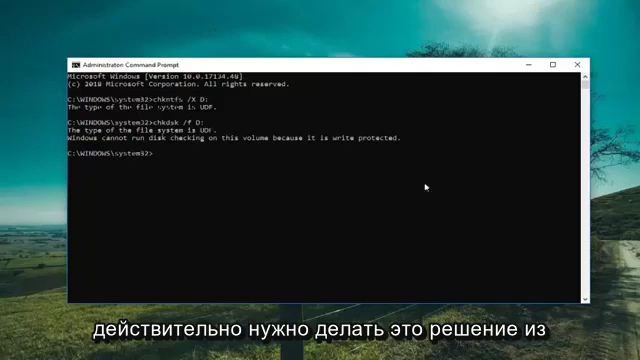 Administrator: Command Prompt
Microsoft Windows [Version 10.0.17134.48]
(c) 2018 Microsoft Corporation. All rights reserved.
C:\WINDOWS\system32>chkntfs /X D:
The type of the file system is UDF.
C:\WINDOWS\system32>chkdsk /f D:
The type of the file system is UDF.
Windows cannot run disk checking on this volume because it is write protected.
C:\WINDOWS\system32>
действительно нужно делать это решение из